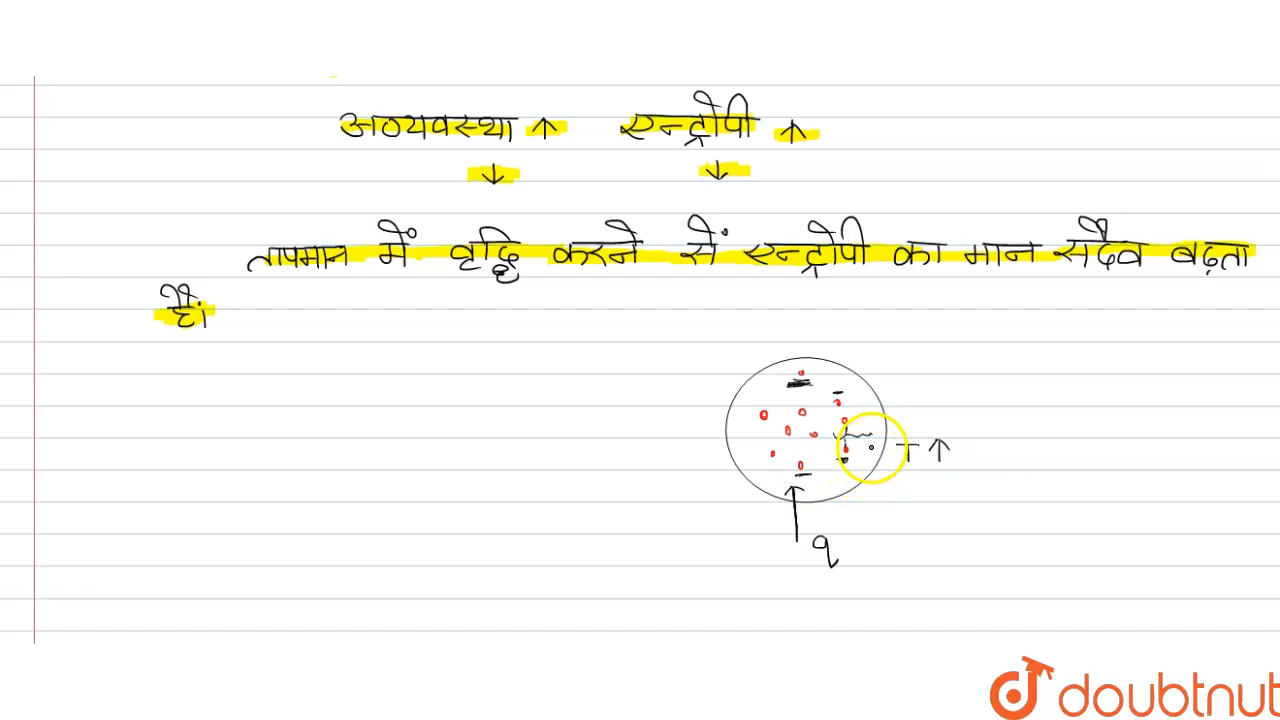 अव्यवस्था ↑ एन्ट्रोपी ↑
↓ ↓
तापमान में वृद्धि करने सें एन्ट्रोपी का मान सदैव बढ़ता
हैं।
T ↑
q
doubtnut